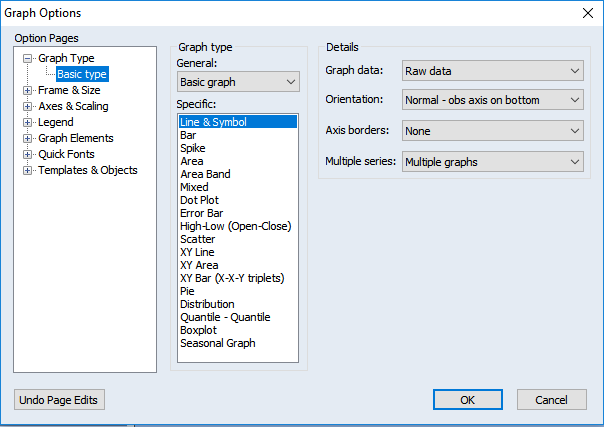 Graph Options
Option Pages
Graph Type
Basic type
Frame & Size
Axes & Scaling
Legend
Graph Elements
Quick Fonts
Templates & Objects
Graph type
General:
Basic graph
Specific:
Line & Symbol
Bar
Spike
Area
Area Band
Mixed
Dot Plot
Error Bar
High-Low (Open-Close)
Scatter
XY Line
XY Area
XY Bar (X-X-Y triplets)
Pie
Distribution
Quantile - Quantile
Boxplot
Seasonal Graph
Details
Graph data: Raw data
Orientation: Normal - obs axis on bottom
Axis borders: None
Multiple series: Multiple graphs
Undo Page Edits
OK
Cancel